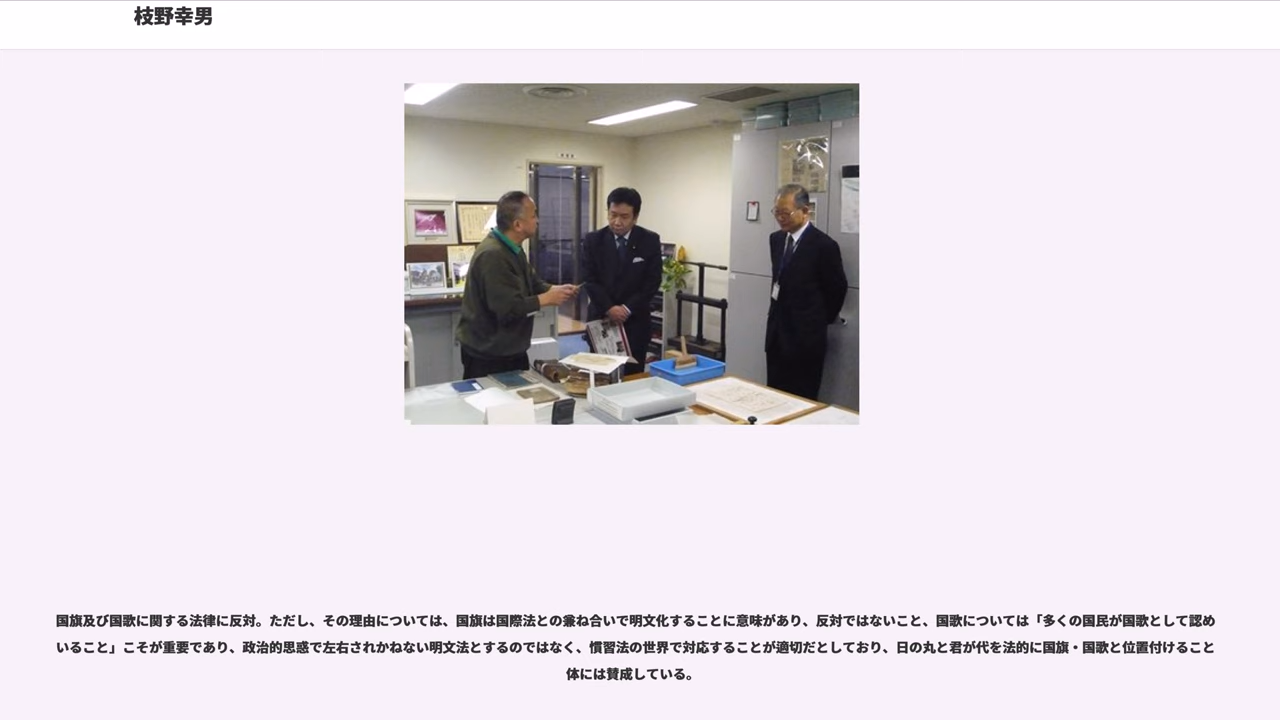 枝野幸男
国旗及び国歌に関する法律に反対。ただし、その理由については、国旗は国際法との兼ね合いで明文化することに意味があり、反対ではないこと、国歌については「多くの国民が国歌として認め
いること」こそが重要であり、政治的思惑で左右されかねない明文法とするのではなく、慣習法の世界で対応することが適切だとしており、日の丸と君が代を法的に国旗・国歌と位置付けること
体には賛成している。